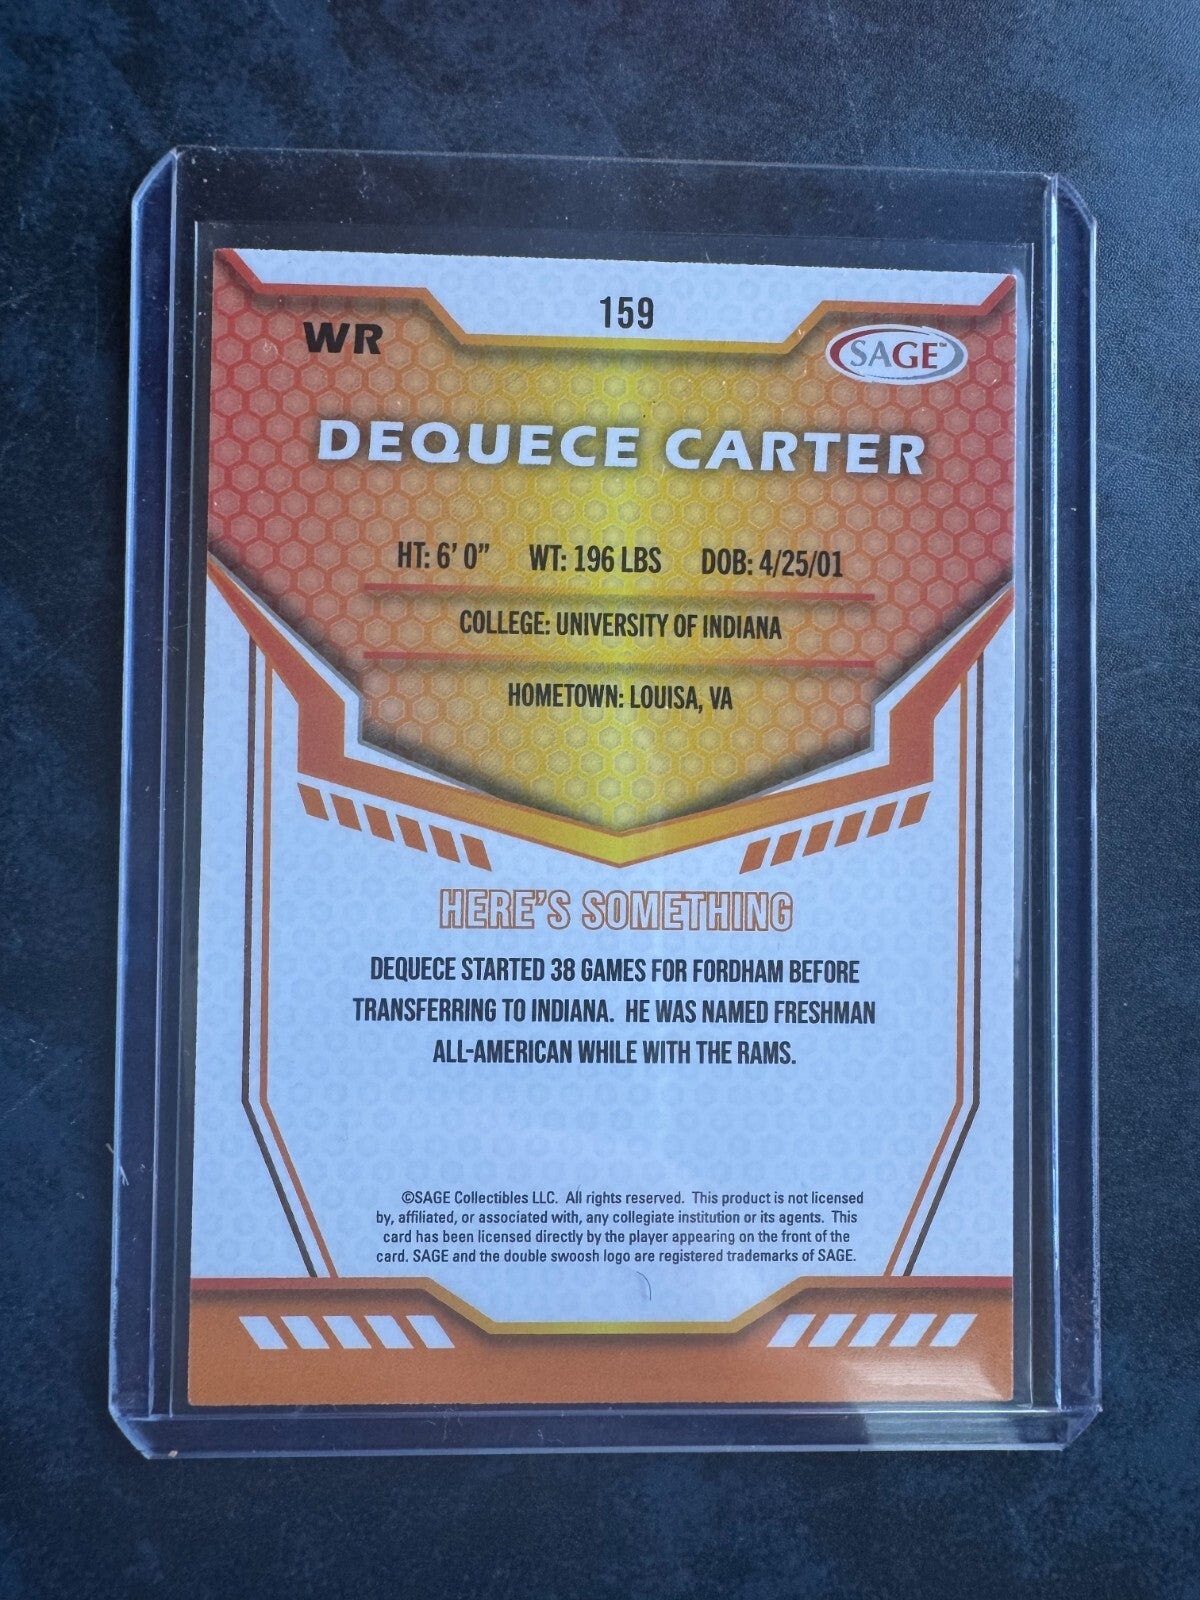 159
WR
SAGE™
DEQUECE CARTER
HT: 6' 0" WT: 196 LBS DOB: 4/25/01
COLLEGE: UNIVERSITY OF INDIANA
HOMETOWN: LOUISA, VA
HERE'S SOMETHING
DEQUECE STARTED 38 GAMES FOR FORDHAM BEFORE
TRANSFERRING TO INDIANA. HE WAS NAMED FRESHMAN
ALL-AMERICAN WHILE WITH THE RAMS.
©SAGE Collectibles LLC. All rights reserved. This product is not licensed
by, affiliated, or associated with, any collegiate institution or its agents. This
card has been licensed directly by the player appearing on the front of the
card. SAGE and the double swoosh logo are registered trademarks of SAGE.